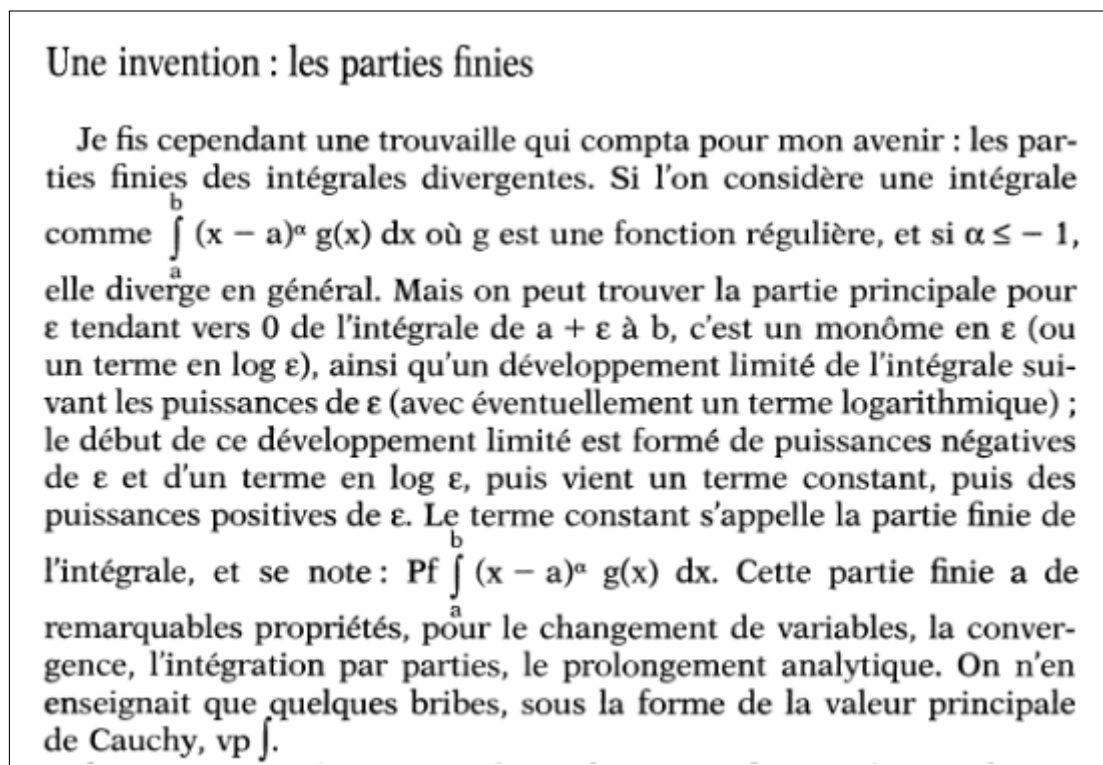 Une invention : les parties finies
Je fis cependant une trouvaille qui compta pour mon avenir : les par-
ties finies des intégrales divergentes. Si l'on considère une intégrale
comme ∫ₐᵇ (x − a)ᵅ g(x) dx où g est une fonction régulière, et si α ≤ − 1,
elle diverge en général. Mais on peut trouver la partie principale pour
ε tendant vers 0 de l'intégrale de a + ε à b, c'est un monôme en ε (ou
un terme en log ε), ainsi qu'un développement limité de l'intégrale sui-
vant les puissances de ε (avec éventuellement un terme logarithmique) ;
le début de ce développement limité est formé de puissances négatives
de ε et d'un terme en log ε, puis vient un terme constant, puis des
puissances positives de ε. Le terme constant s'appelle la partie finie de
l'intégrale, et se note : Pf ∫ₐᵇ (x − a)ᵅ g(x) dx. Cette partie finie a de
remarquables propriétés, pour le changement de variables, la conver-
gence, l'intégration par parties, le prolongement analytique. On n'en
enseignait que quelques bribes, sous la forme de la valeur principale
de Cauchy, vp ∫.